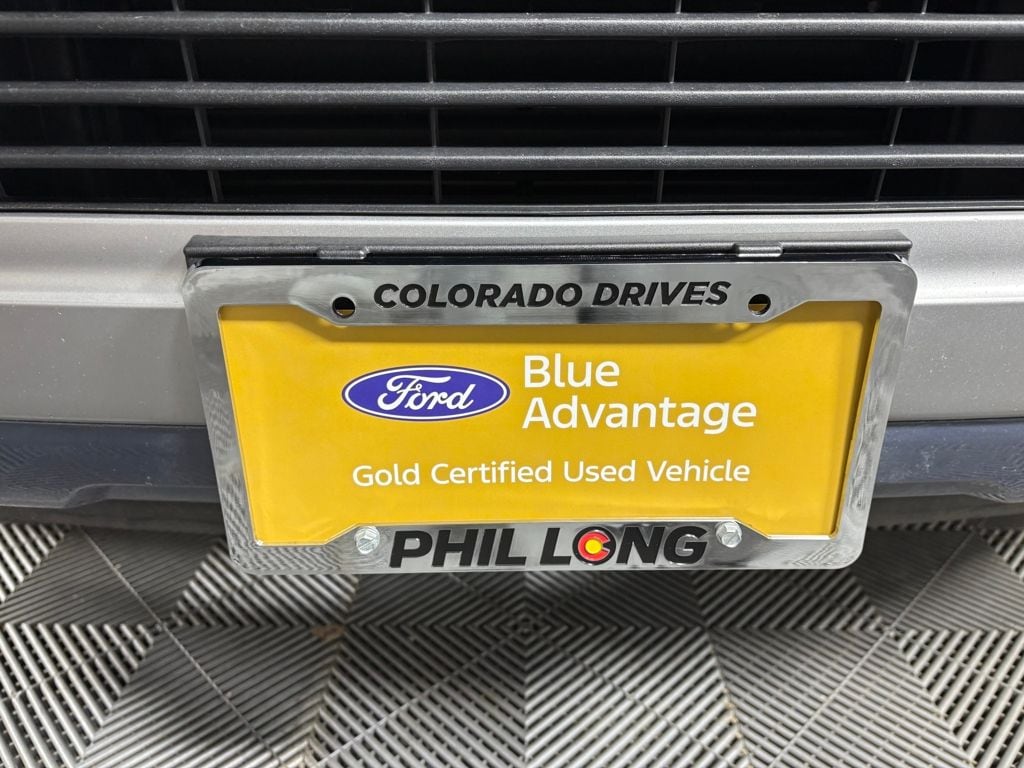 COLORADO DRIVES
Ford
Blue
Advantage
Gold Certified Used Vehicle
PHIL LONG